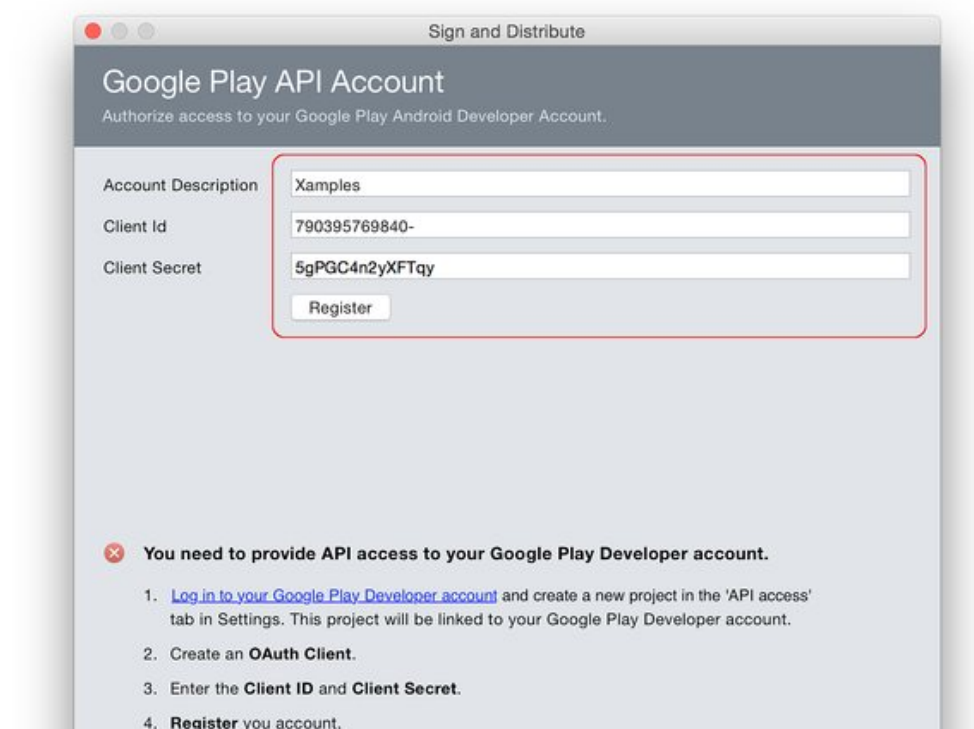 Sign and Distribute
Google Play API Account
Authorize access to your Google Play Android Developer Account.
Account Description Xamples
Client Id 790395769840-
Client Secret 5gPGC4n2yXFTqy
Register
You need to provide API access to your Google Play Developer account.
1. Log in to your Google Play Developer account and create a new project in the 'API access'
tab in Settings. This project will be linked to your Google Play Developer account.
2. Create an OAuth Client.
3. Enter the Client ID and Client Secret.
4. Register you account.